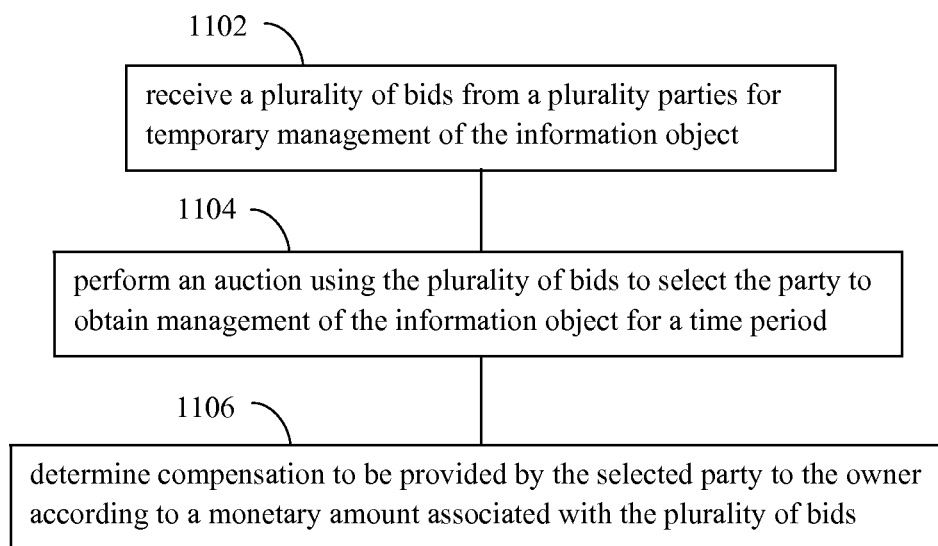 1102
receive a plurality of bids from a plurality parties for
temporary management of the information object
1104
perform an auction using the plurality of bids to select the party to
obtain management of the information object for a time period
1106
determine compensation to be provided by the selected party to the owner
according to a monetary amount associated with the plurality of bids